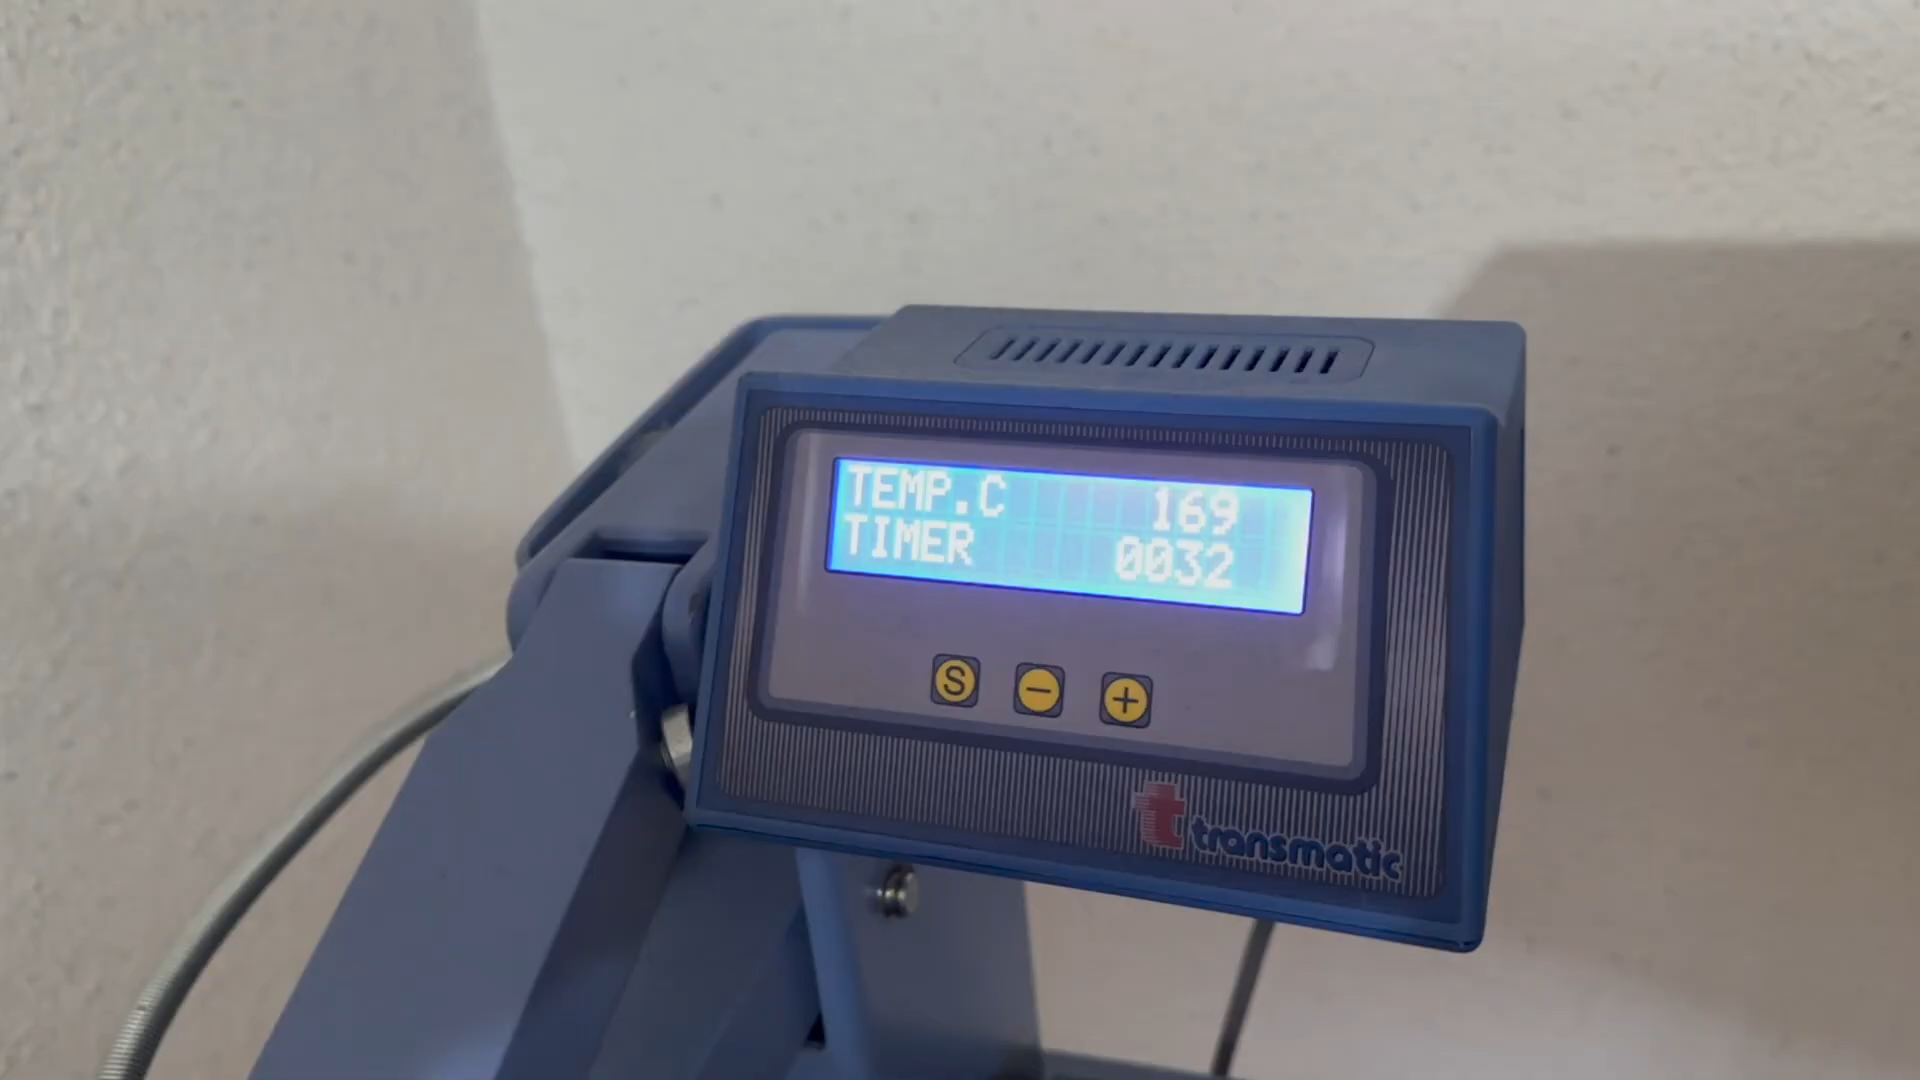 TEMP.C 169
TIMER 0032
S − +
t transmatic